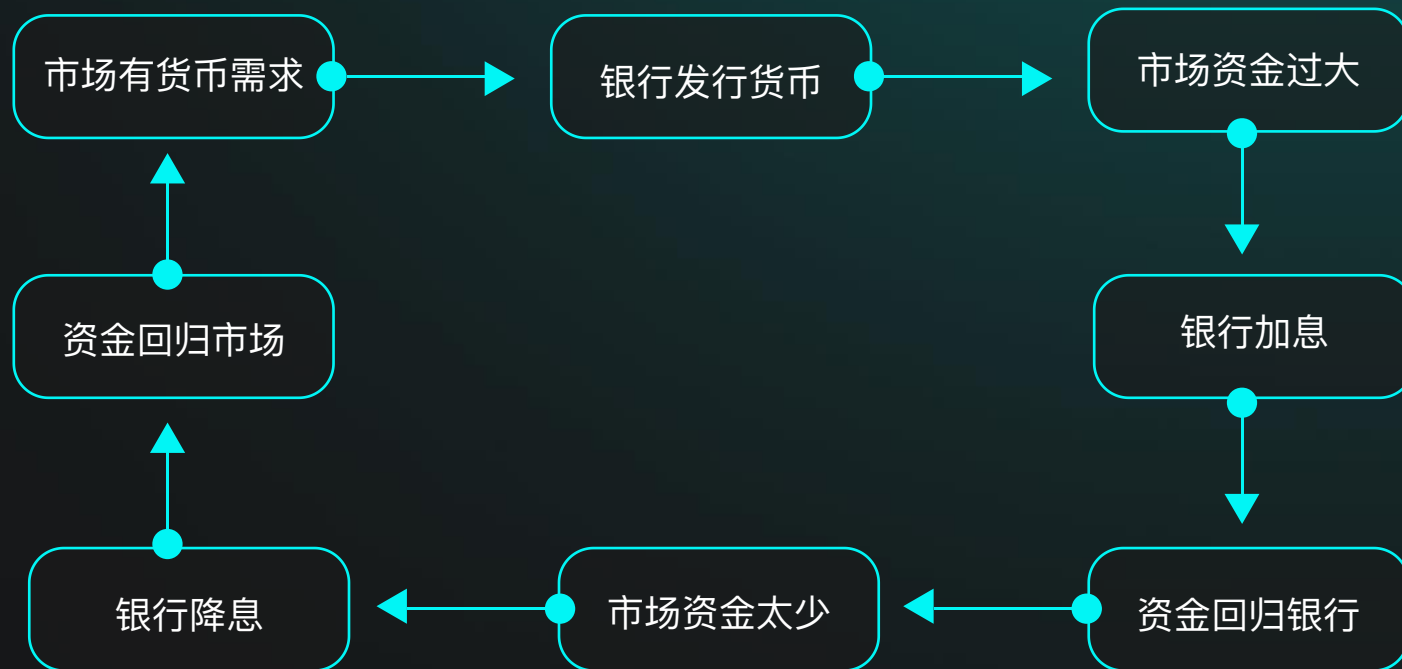 市场有货币需求
银行发行货币
市场资金过大
银行加息
资金回归银行
市场资金太少
银行降息
资金回归市场